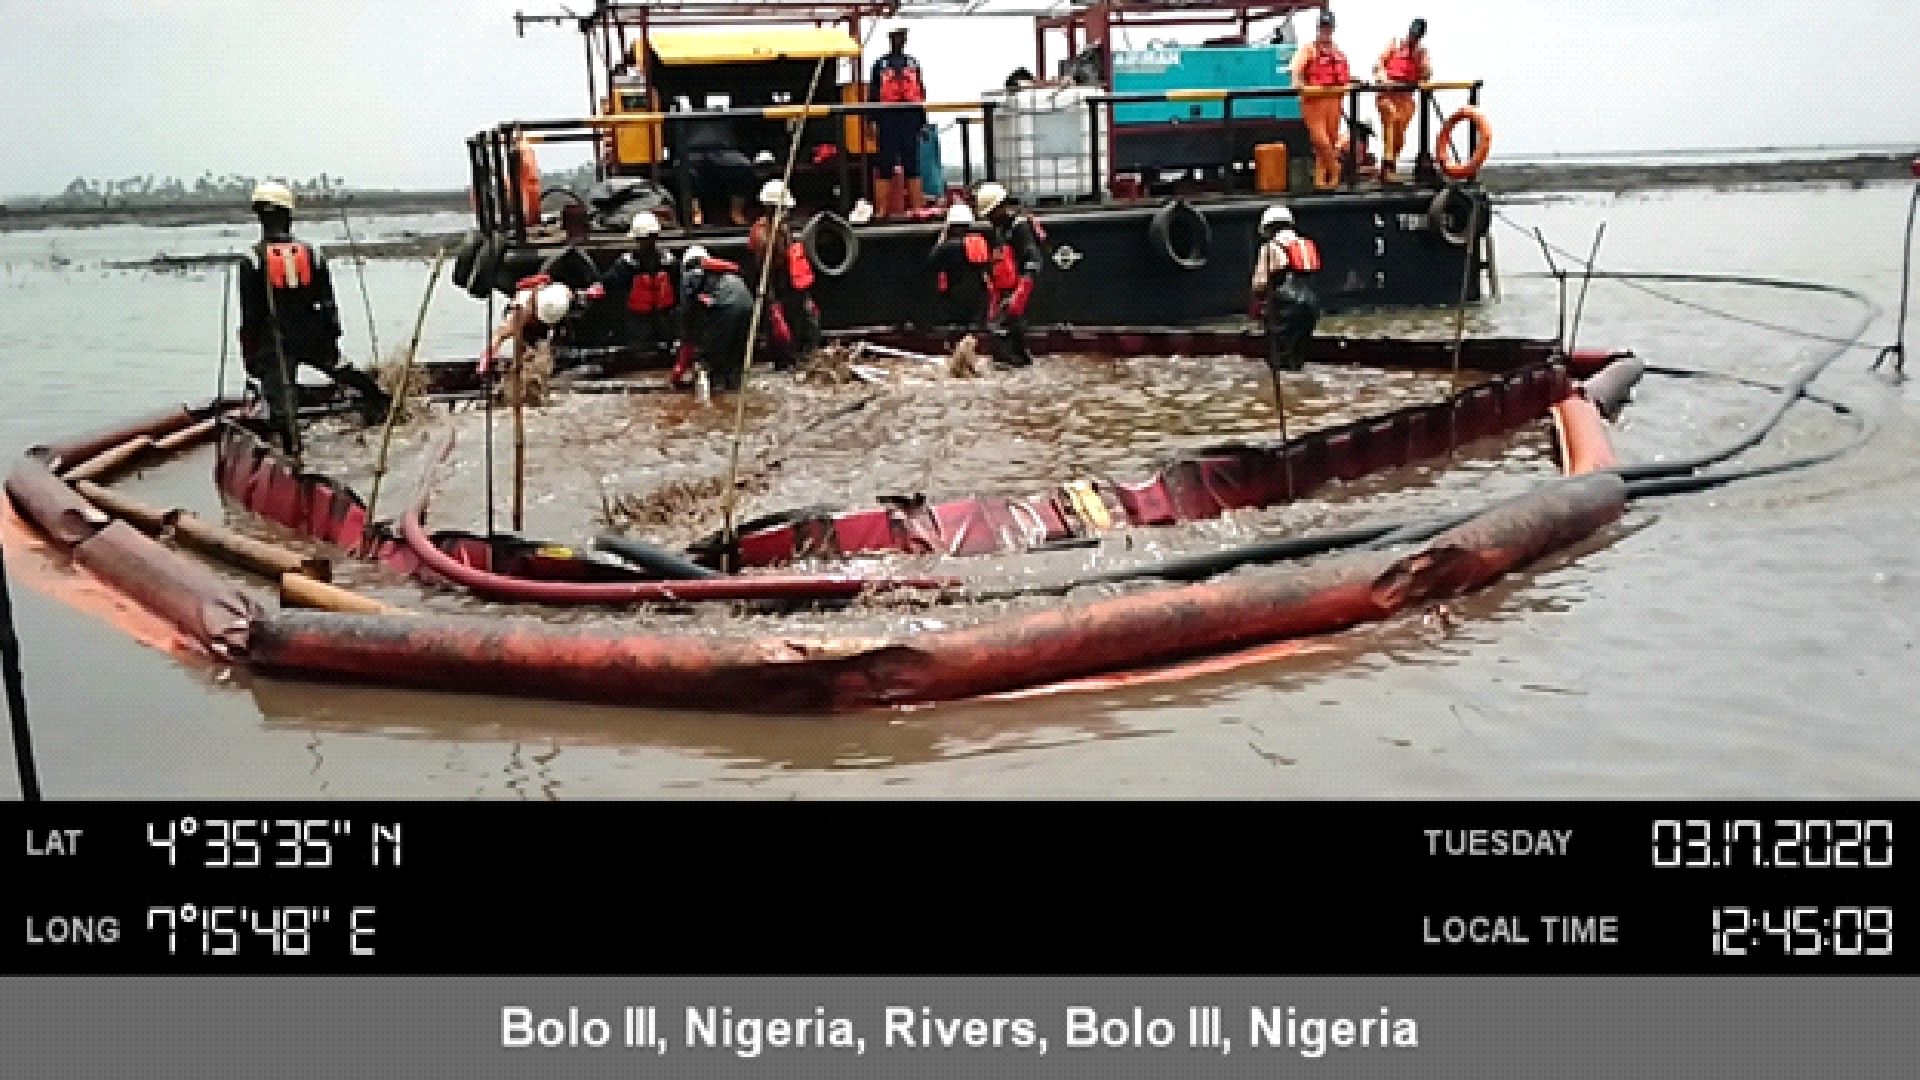 AIRMAN
LAT 4°35'35" N
LONG 7°15'48" E
TUESDAY 03.17.2020
LOCAL TIME 12:45:09
Bolo III, Nigeria, Rivers, Bolo III, Nigeria